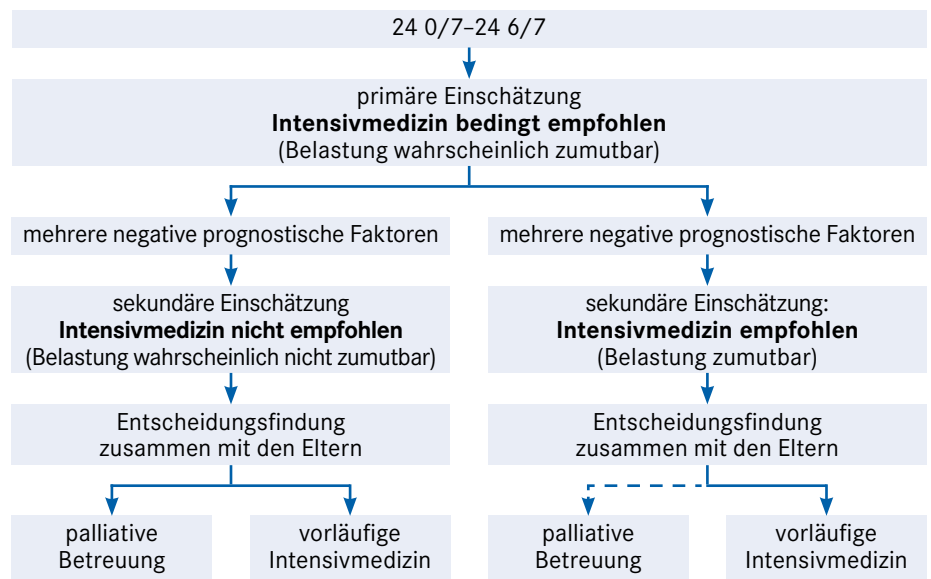 24 0/7–24 6/7
primäre Einschätzung
Intensivmedizin bedingt empfohlen
(Belastung wahrscheinlich zumutbar)
mehrere negative prognostische Faktoren
sekundäre Einschätzung
Intensivmedizin nicht empfohlen
(Belastung wahrscheinlich nicht zumutbar)
Entscheidungsfindung
zusammen mit den Eltern
palliative
Betreuung
vorläufige
Intensivmedizin
mehrere negative prognostische Faktoren
sekundäre Einschätzung:
Intensivmedizin empfohlen
(Belastung zumutbar)
Entscheidungsfindung
zusammen mit den Eltern
palliative
Betreuung
vorläufige
Intensivmedizin